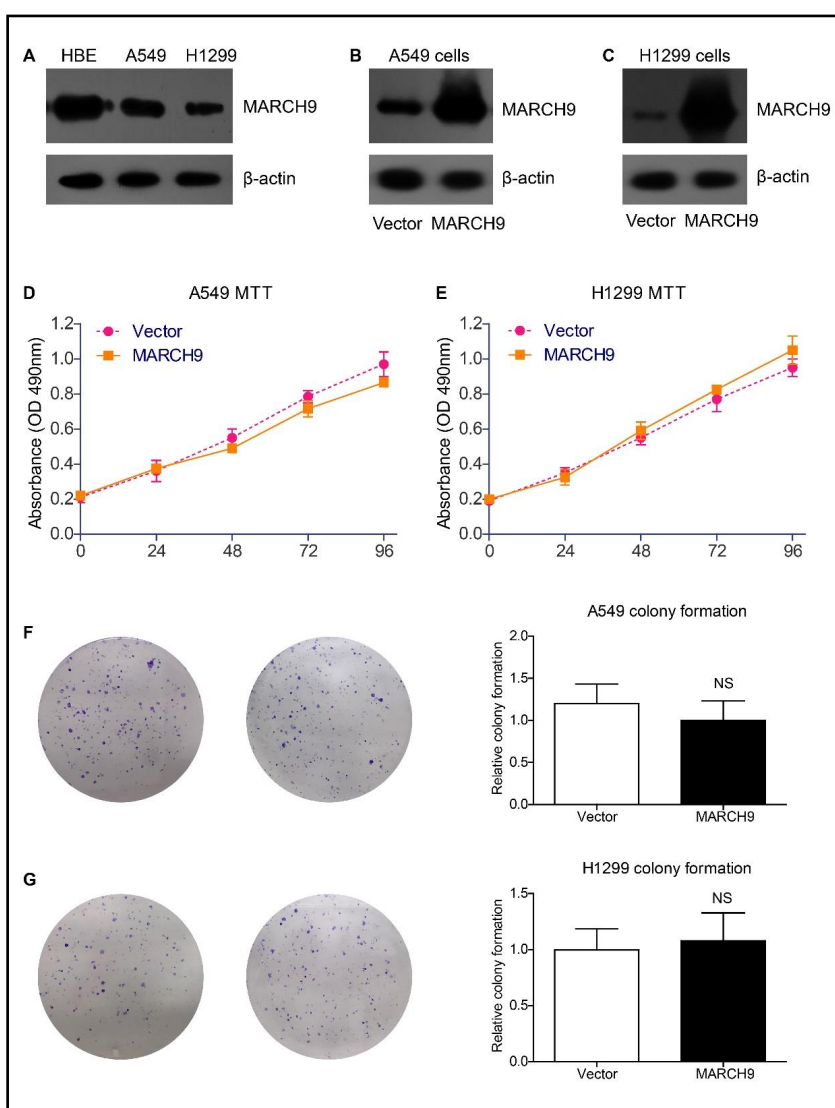 A HBE A549 H1299
MARCH9
β-actin
B A549 cells
MARCH9
β-actin
Vector MARCH9
C H1299 cells
MARCH9
β-actin
Vector MARCH9
D A549 MTT
Absorbance (OD 490nm)
1.2
1.0
0.8
0.6
0.4
0.2
0.0
Vector
MARCH9
0 24 48 72 96
E H1299 MTT
Absorbance (OD 490nm)
1.2
1.0
0.8
0.6
0.4
0.2
0.0
Vector
MARCH9
0 24 48 72 96
F
A549 colony formation
Relative colony formation
2.0
1.5
1.0
0.5
0.0
NS
Vector MARCH9
G
H1299 colony formation
Relative colony formation
1.5
1.0
0.5
0.0
NS
Vector MARCH9